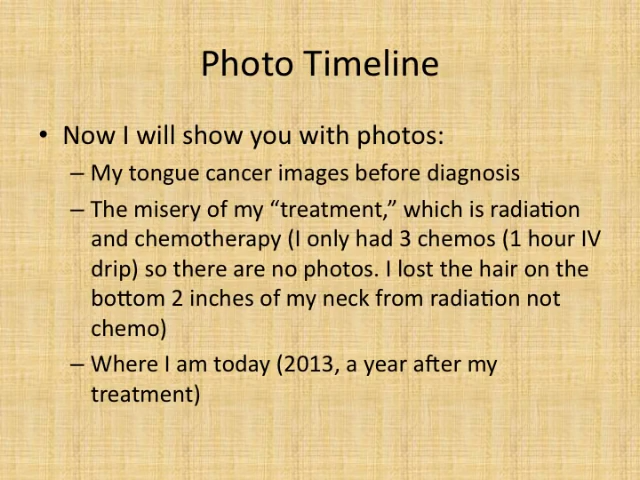 Photo Timeline
• Now I will show you with photos:
– My tongue cancer images before diagnosis
– The misery of my “treatment,” which is radiation
and chemotherapy (I only had 3 chemos (1 hour IV
drip) so there are no photos. I lost the hair on the
bottom 2 inches of my neck from radiation not
chemo)
– Where I am today (2013, a year after my
treatment)